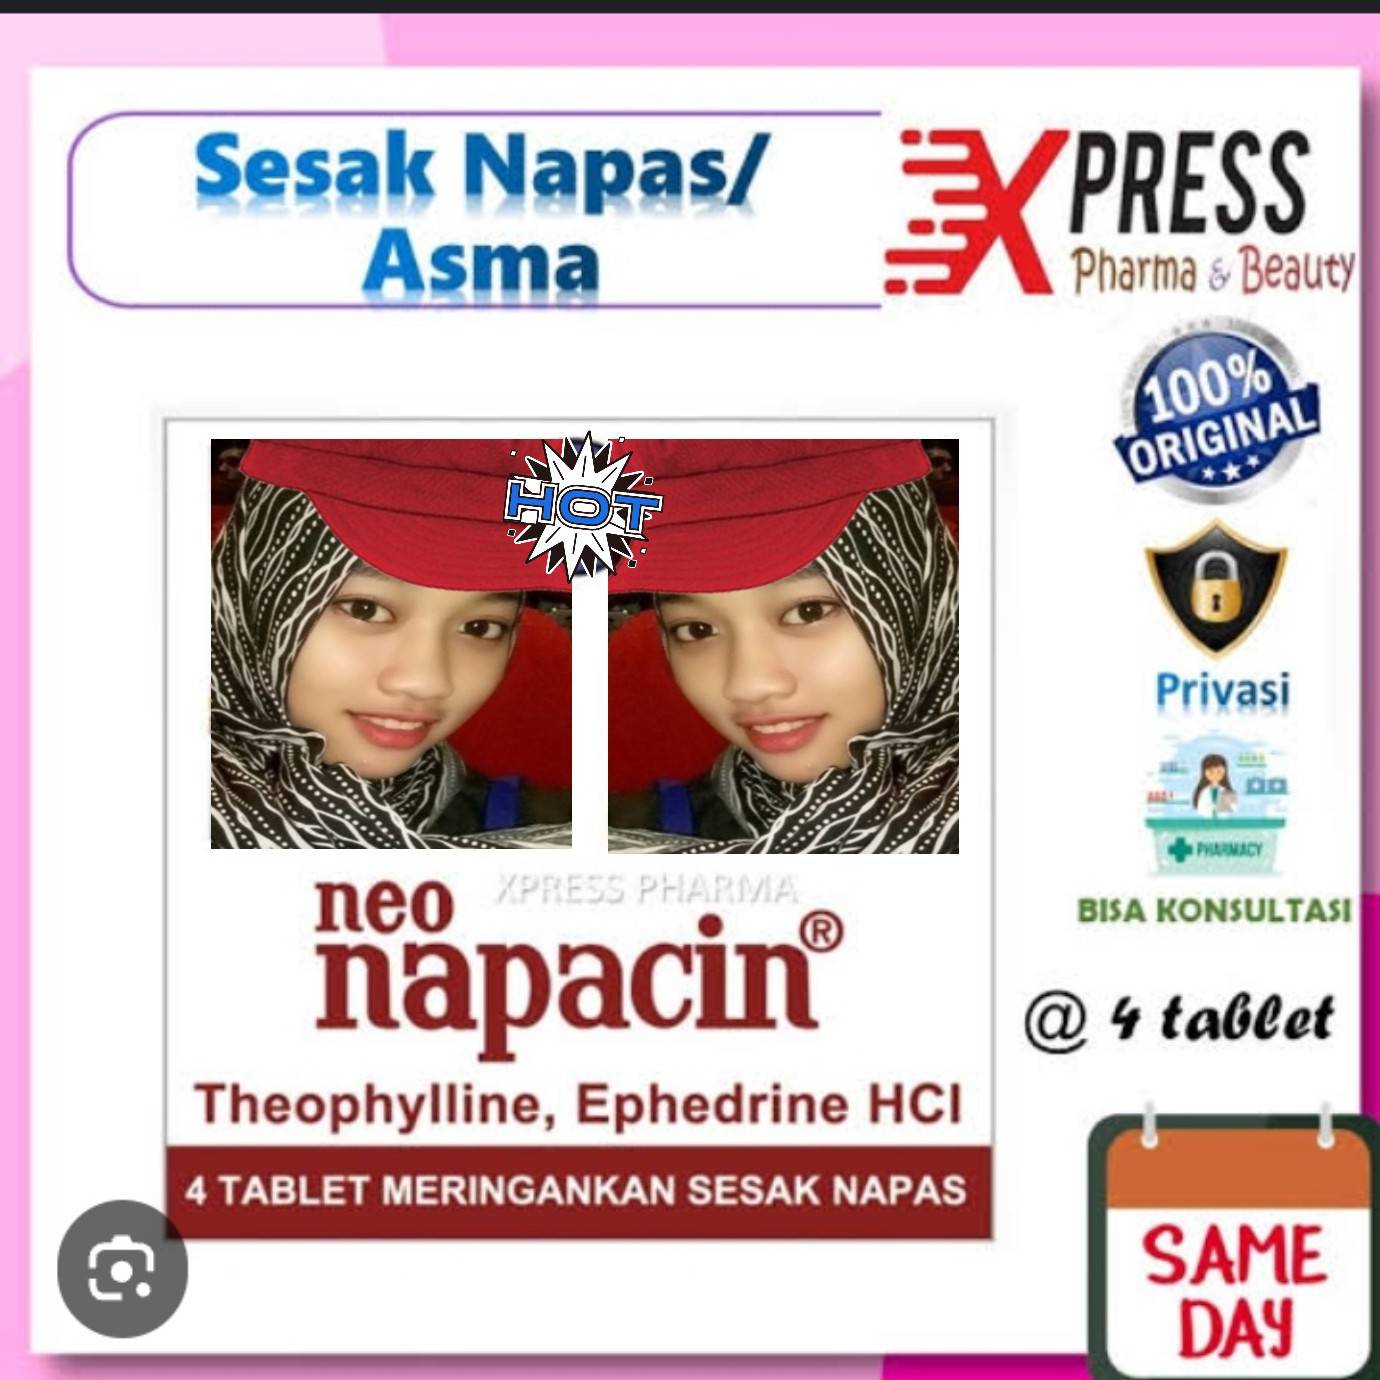 Sesak Napas/
Asma
XPRESS
Pharma & Beauty
100%
ORIGINAL
HOT
Privasi
PHARMACY
BISA KONSULTASI
XPRESS PHARMA
neo
napacin®
@ 4 tablet
Theophylline, Ephedrine HCl
4 TABLET MERINGANKAN SESAK NAPAS
SAME
DAY